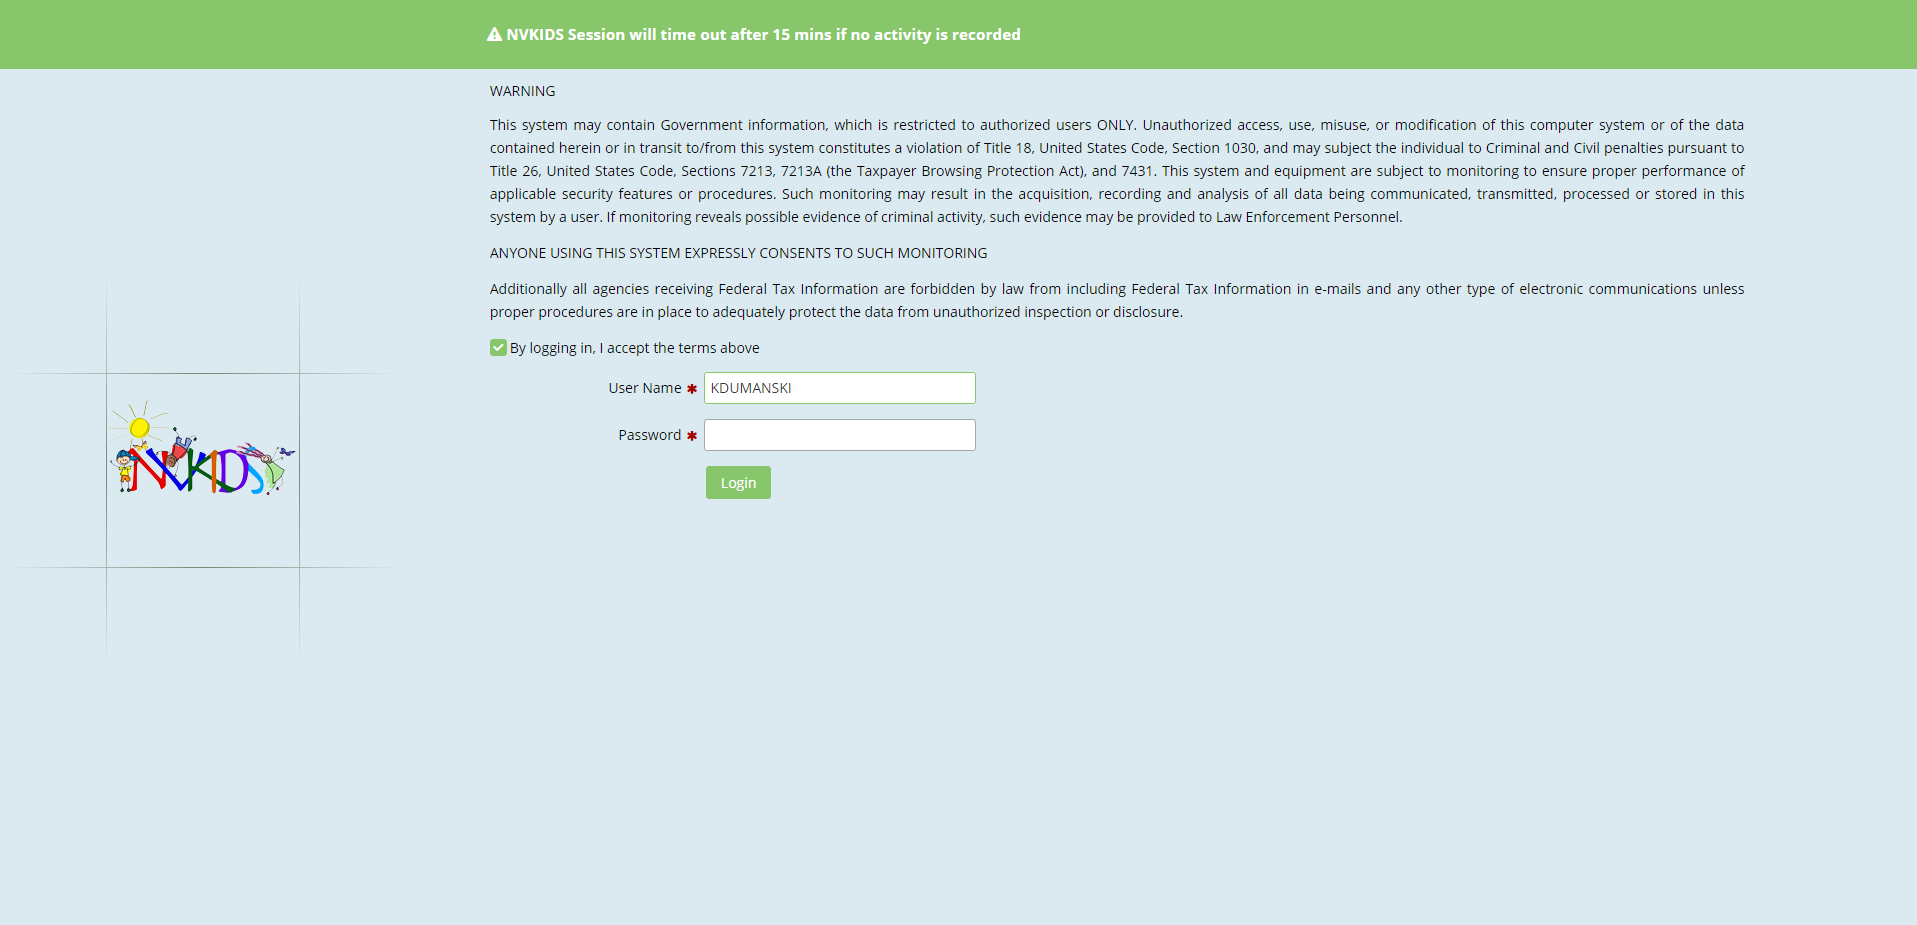 NVKIDS Session will time out after 15 mins if no activity is recorded
WARNING
This system may contain Government information, which is restricted to authorized users ONLY. Unauthorized access, use, misuse, or modification of this computer system or of the data
contained herein or in transit to/from this system constitutes a violation of Title 18, United States Code, Section 1030, and may subject the individual to Criminal and Civil penalties pursuant to
Title 26, United States Code, Sections 7213, 7213A (the Taxpayer Browsing Protection Act), and 7431. This system and equipment are subject to monitoring to ensure proper performance of
applicable security features or procedures. Such monitoring may result in the acquisition, recording and analysis of all data being communicated, transmitted, processed or stored in this
system by a user. If monitoring reveals possible evidence of criminal activity, such evidence may be provided to Law Enforcement Personnel.
ANYONE USING THIS SYSTEM EXPRESSLY CONSENTS TO SUCH MONITORING
Additionally all agencies receiving Federal Tax Information are forbidden by law from including Federal Tax Information in e-mails and any other type of electronic communications unless
proper procedures are in place to adequately protect the data from unauthorized inspection or disclosure.
By logging in, I accept the terms above
User Name ✱ KDUMANSKI
Password ✱
Login
NVKIDS